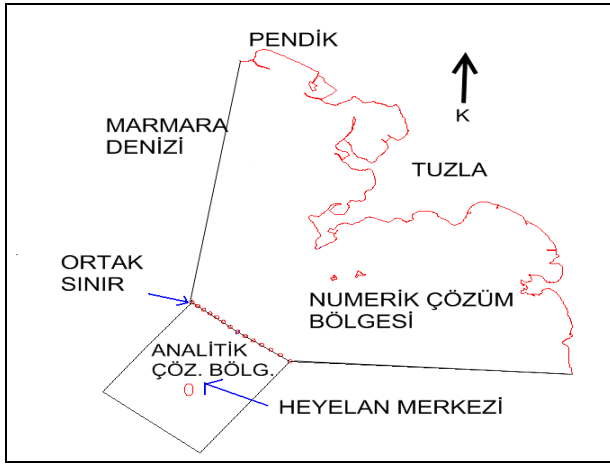 PENDİK
K
MARMARA
DENİZİ
TUZLA
ORTAK
SINIR
NUMERİK ÇÖZÜM
BÖLGESİ
ANALİTİK
ÇÖZ. BÖLG.
0
HEYELAN MERKEZİ